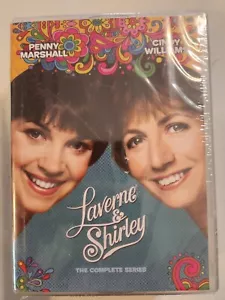 PENNY MARSHALL
CINDY WILLIAMS
Laverne
&
Shirley
THE COMPLETE SERIES